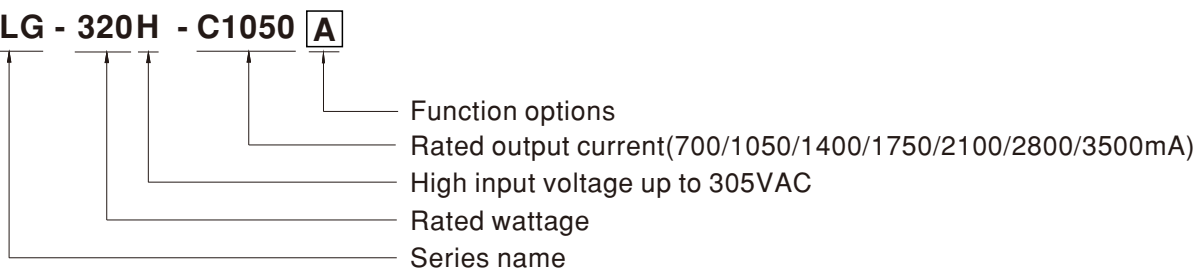 LG - 320H - C1050 A
Function options
Rated output current(700/1050/1400/1750/2100/2800/3500mA)
High input voltage up to 305VAC
Rated wattage
Series name